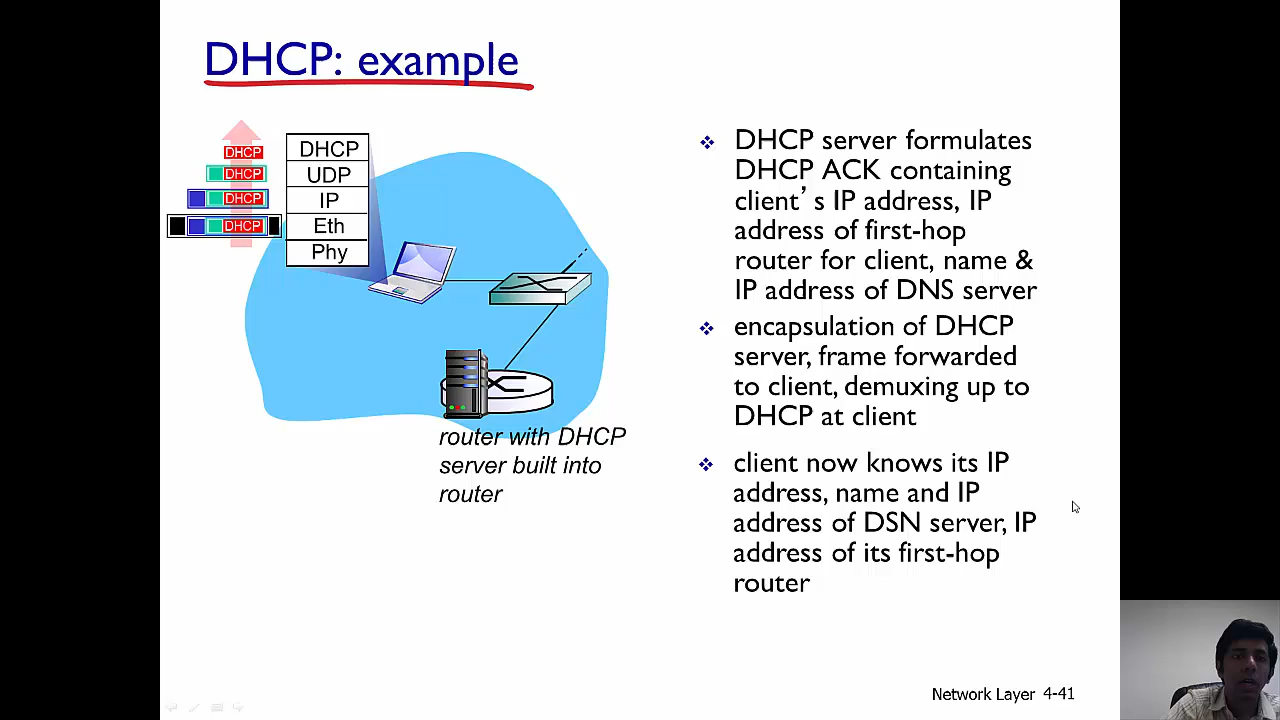 DHCP: example
DHCP
DHCP
DHCP
DHCP
DHCP
UDP
IP
Eth
Phy
router with DHCP
server built into
router
DHCP server formulates
DHCP ACK containing
client’s IP address, IP
address of first-hop
router for client, name &
IP address of DNS server
encapsulation of DHCP
server, frame forwarded
to client, demuxing up to
DHCP at client
client now knows its IP
address, name and IP
address of DSN server, IP
address of its first-hop
router
Network Layer 4-41